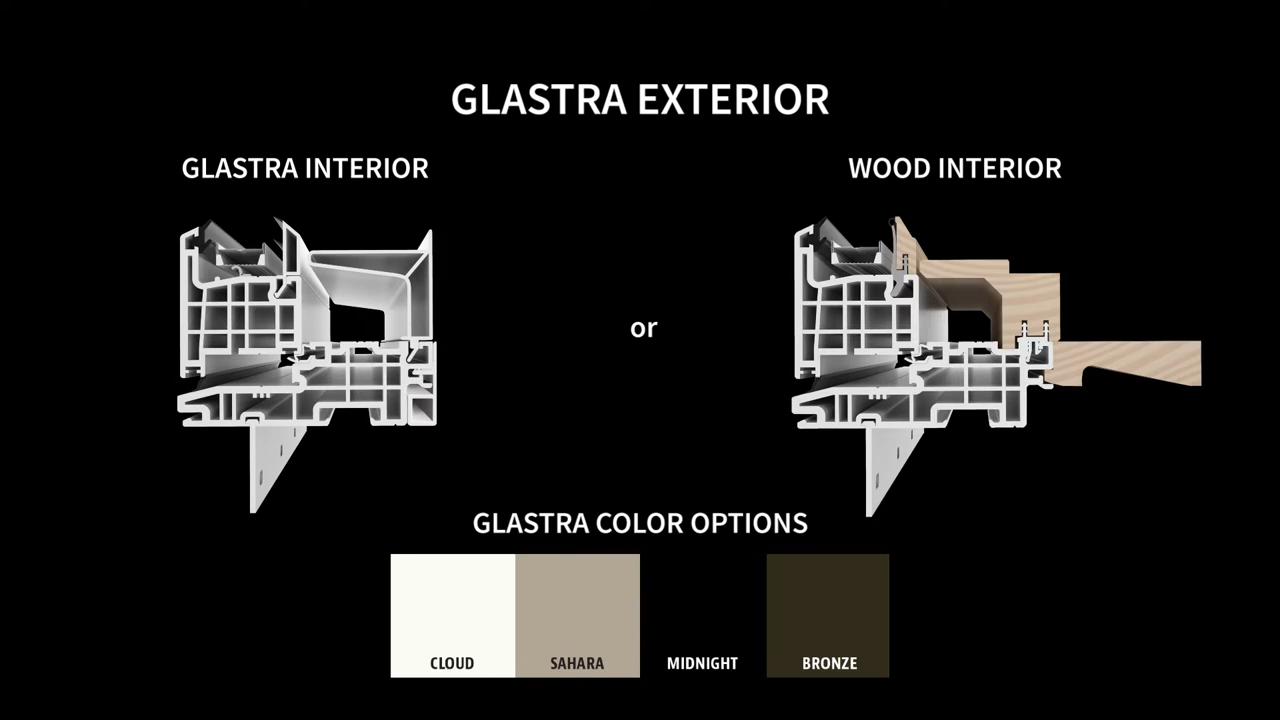 GLASTRA EXTERIOR
GLASTRA INTERIOR
WOOD INTERIOR
or
GLASTRA COLOR OPTIONS
CLOUD
SAHARA
MIDNIGHT
BRONZE